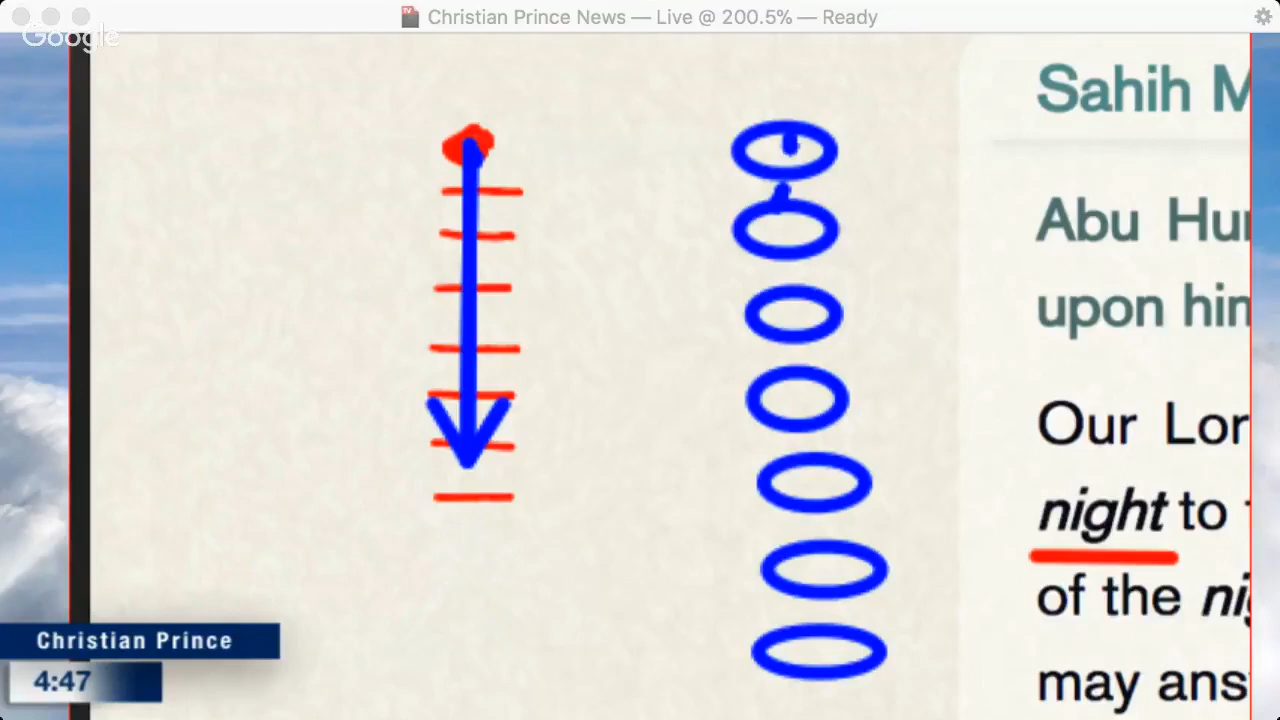 Christian Prince News — Live @ 200.5% — Ready
Google
Sahih
Abu
upon
Our
night to
of the
may
Christian Prince
4:47